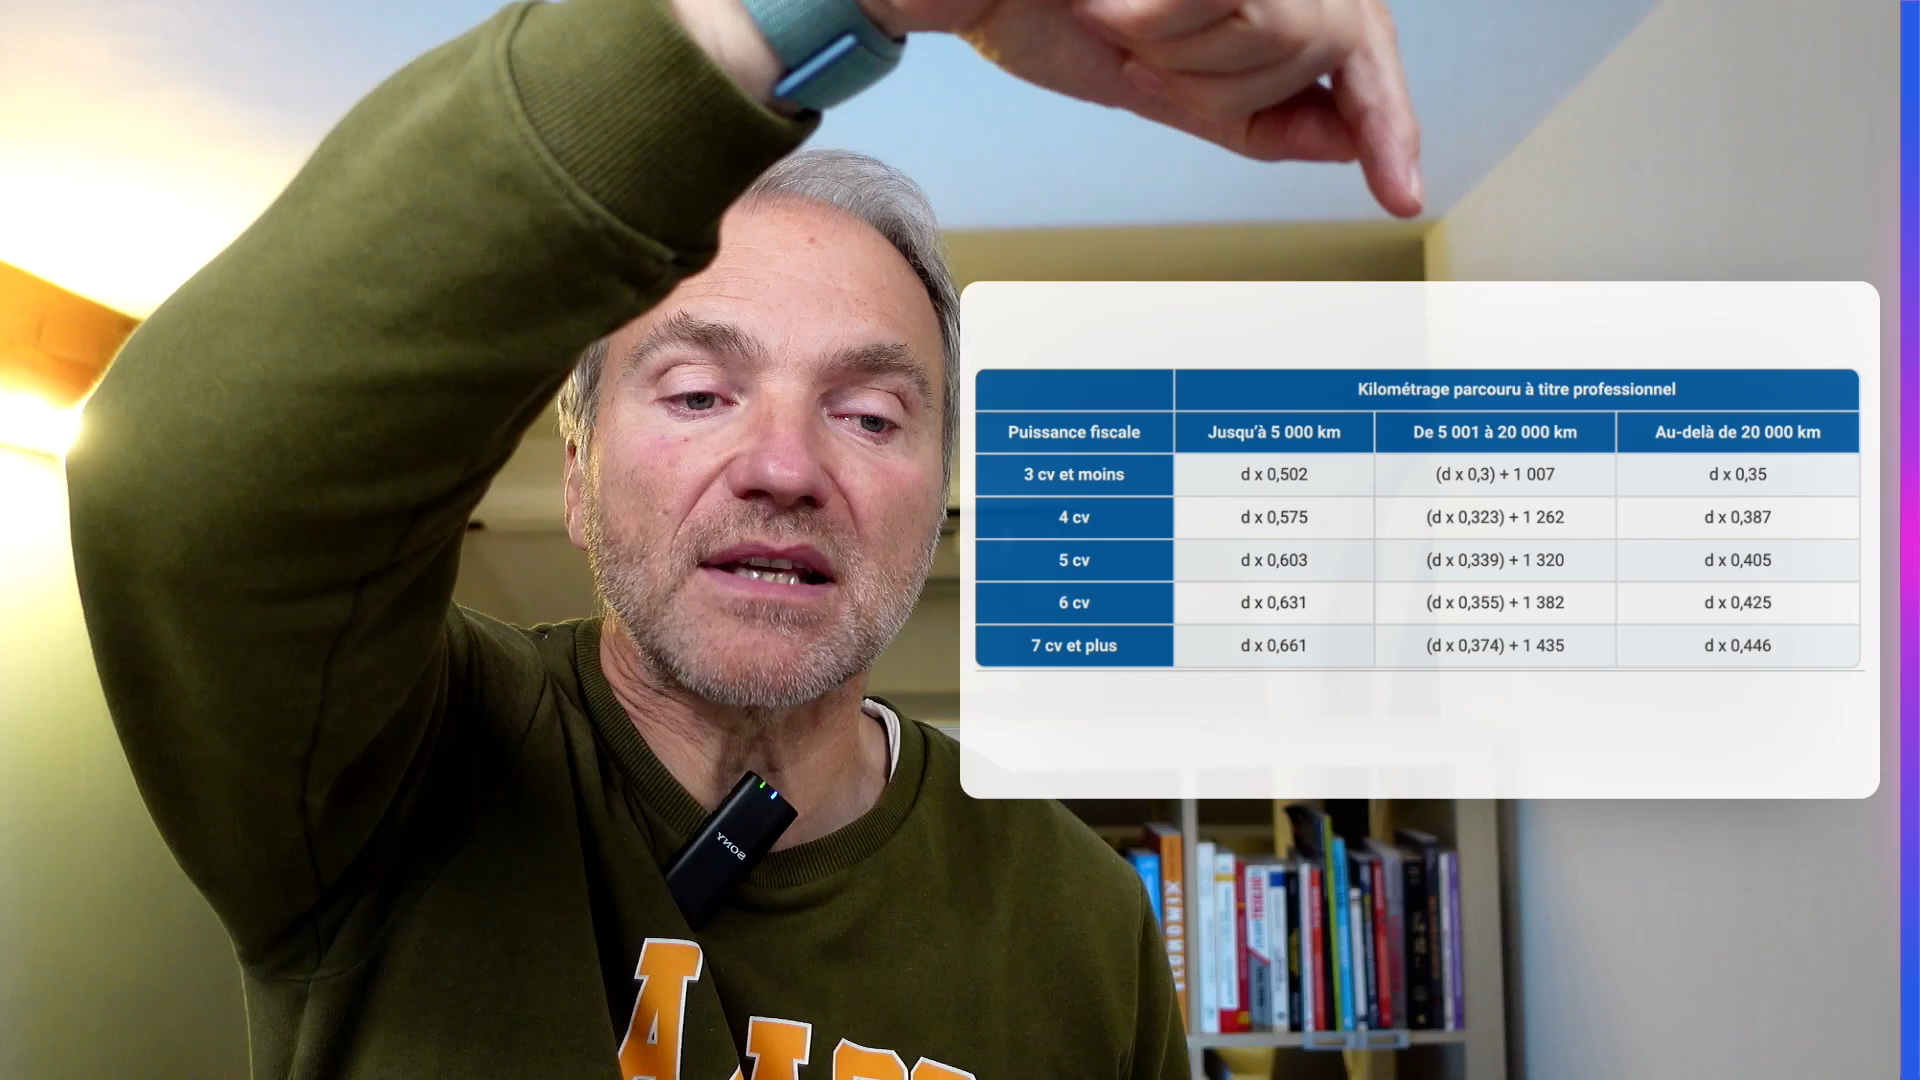 Kilométrage parcouru à titre professionnel
Puissance fiscale Jusqu'à 5 000 km De 5 001 à 20 000 km Au-delà de 20 000 km
3 cv et moins d x 0,502 (d x 0,3) + 1 007 d x 0,35
4 cv d x 0,575 (d x 0,323) + 1 262 d x 0,387
5 cv d x 0,603 (d x 0,339) + 1 320 d x 0,405
6 cv d x 0,631 (d x 0,355) + 1 382 d x 0,425
7 cv et plus d x 0,661 (d x 0,374) + 1 435 d x 0,446
SONY